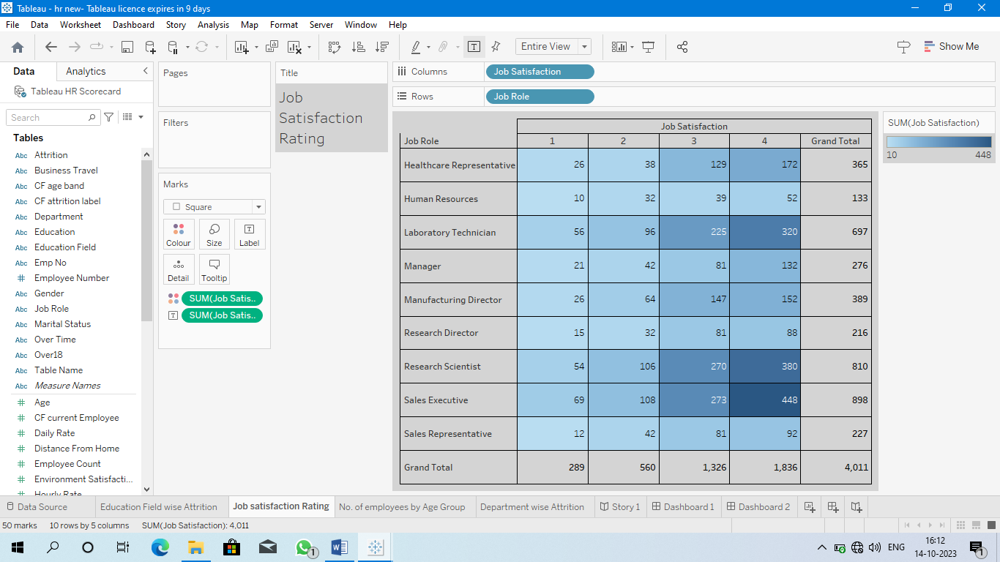 Tableau - hr new- Tableau licence expires in 9 days
File Data Worksheet Dashboard Story Analysis Map Format Server Window Help
Entire View
Show Me
Data Analytics
Tableau HR Scorecard
Search
Tables
Abc Attrition
Abc Business Travel
Abc CF age band
Abc CF attrition label
Abc Department
Abc Education
Abc Education Field
Abc Emp No
# Employee Number
Abc Gender
Abc Job Role
Abc Marital Status
Abc Over Time
Abc Over18
Abc Table Name
Abc Measure Names
# Age
# CF current Employee
# Daily Rate
# Distance From Home
# Employee Count
# Environment Satisfacti...
# Hourly Rate
Pages
Filters
Marks
Square
Colour Size Label
Detail Tooltip
SUM(Job Satis..
SUM(Job Satis..
Title
Job
Satisfaction
Rating
Columns Job Satisfaction
Rows Job Role
Job Satisfaction
Job Role 1 2 3 4 Grand Total
Healthcare Representative 26 38 129 172 365
Human Resources 10 32 39 52 133
Laboratory Technician 56 96 225 320 697
Manager 21 42 81 132 276
Manufacturing Director 26 64 147 152 389
Research Director 15 32 81 88 216
Research Scientist 54 106 270 380 810
Sales Executive 69 108 273 448 898
Sales Representative 12 42 81 92 227
Grand Total 289 560 1,326 1,836 4,011
SUM(Job Satisfaction)
10 448
Data Source Education Field wise Attrition Job satisfaction Rating No. of employees by Age Group Department wise Attrition Story 1 Dashboard 1 Dashboard 2
50 marks 10 rows by 5 columns SUM(Job Satisfaction): 4,011
1
ENG
16:12
14-10-2023
1